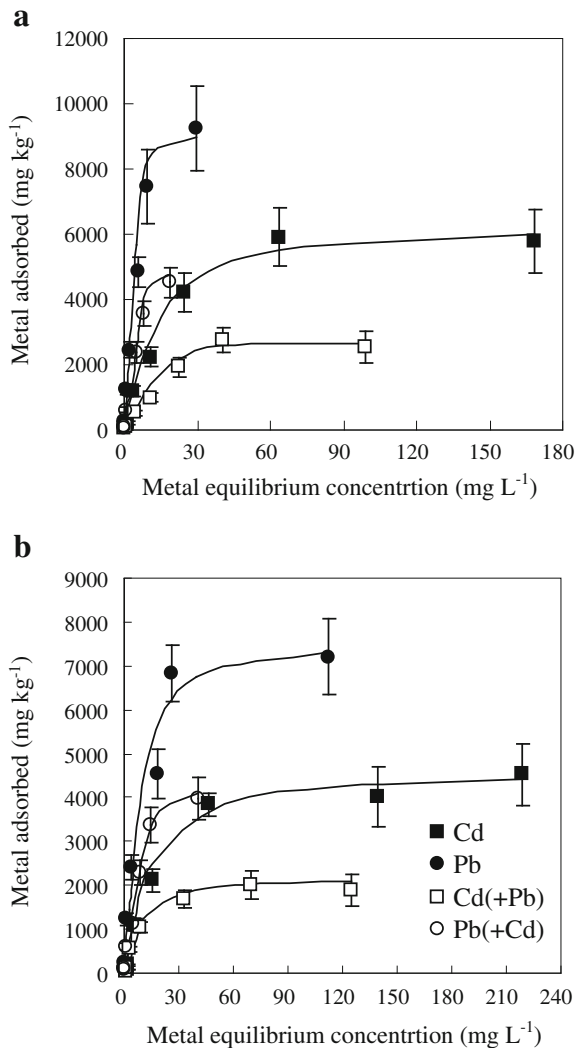 a
12000
10000
8000
6000
4000
2000
0
Metal adsorbed (mg kg-1)
0 30 60 90 120 150 180
Metal equilibrium concentrtion (mg L-1)
b
9000
8000
7000
6000
5000
4000
3000
2000
1000
0
Metal adsorbed (mg kg-1)
Cd
Pb
Cd(+Pb)
Pb(+Cd)
0 30 60 90 120 150 180 210 240
Metal equilibrium concentrtion (mg L-1)